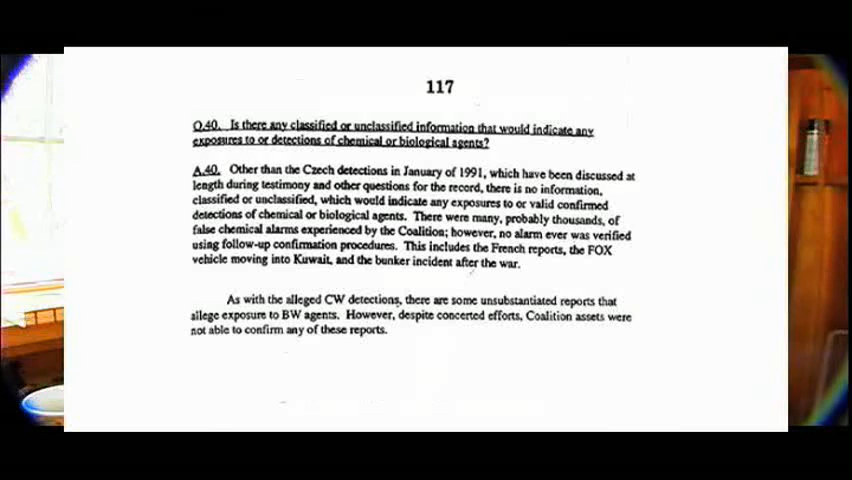 117
Q.40. Is there any classified or unclassified information that would indicate any
exposures to or detections of chemical or biological agents?
A.40. Other than the Czech detections in January of 1991, which have been discussed at
length during testimony and other questions for the record, there is no information,
classified or unclassified, which would indicate any exposures to or valid confirmed
detections of chemical or biological agents. There were many, probably thousands, of
false chemical alarms experienced by the Coalition; however, no alarm ever was verified
using follow-up confirmation procedures. This includes the French reports, the FOX
vehicle moving into Kuwait, and the bunker incident after the war.
As with the alleged CW detections, there are some unsubstantiated reports that
allege exposure to BW agents. However, despite concerted efforts, Coalition assets were
not able to confirm any of these reports.